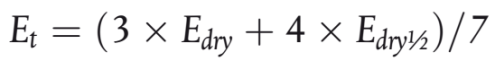 E_t = (3 × E_dry + 4 × E_dry½)/7